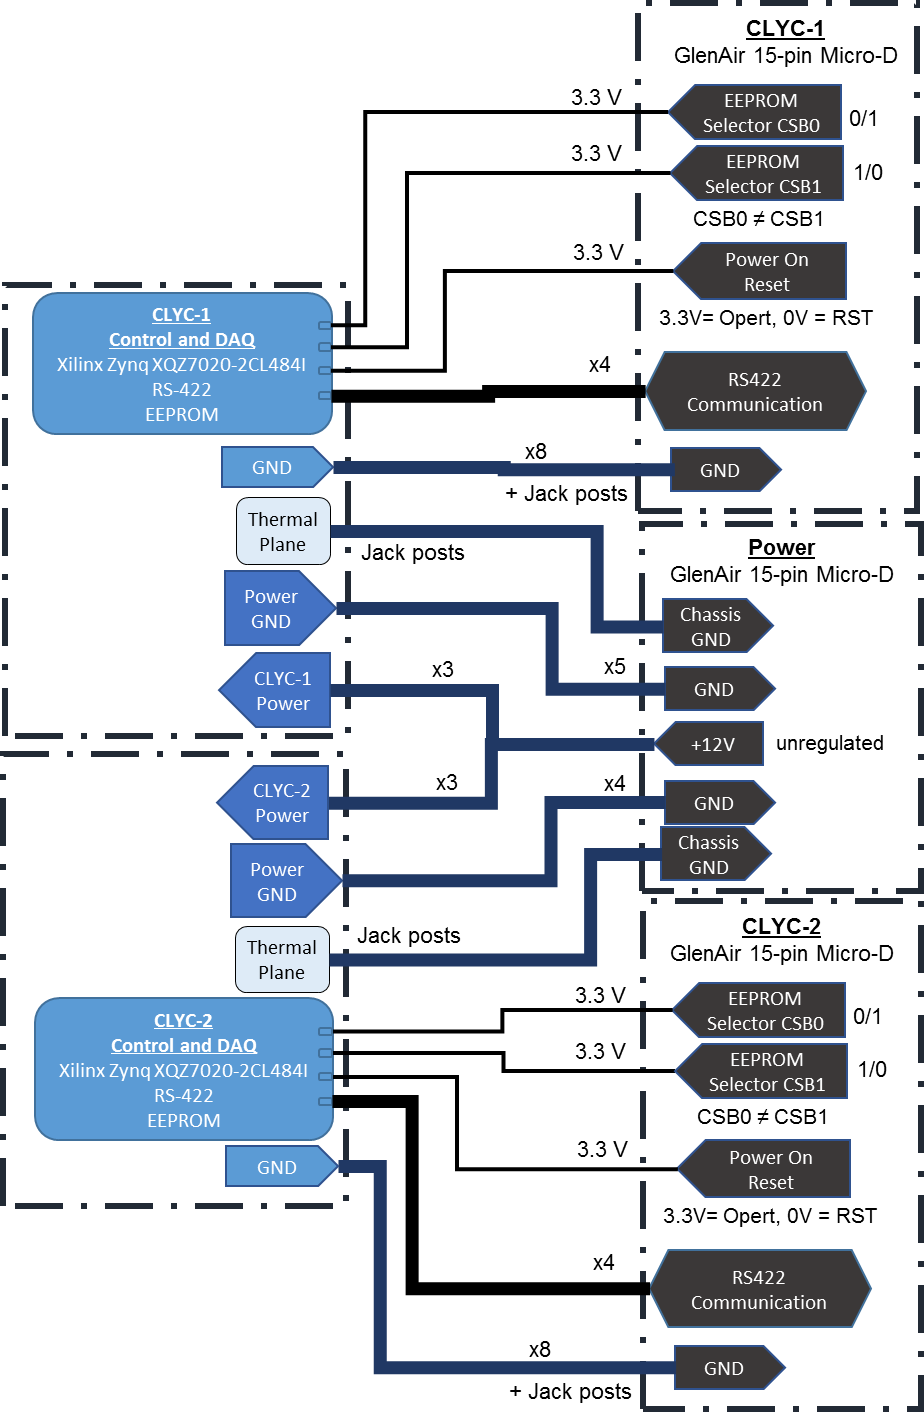 CLYC-1
GlenAir 15-pin Micro-D
3.3 V
EEPROM
Selector CSB0
0/1
3.3 V
EEPROM
Selector CSB1
1/0
CSB0 ≠ CSB1
3.3 V
Power On
Reset
3.3V= Opert, 0V = RST
CLYC-1
Control and DAQ
Xilinx Zynq XQZ7020-2CL484I
RS-422
EEPROM
x4
RS422
Communication
GND
x8
GND
+ Jack posts
Thermal
Plane
Jack posts
Power
GlenAir 15-pin Micro-D
Chassis
GND
Power
GND
x5
GND
CLYC-1
Power
x3
+12V
unregulated
CLYC-2
Power
x3
x4
GND
Chassis
GND
Power
GND
Thermal
Plane
Jack posts
CLYC-2
GlenAir 15-pin Micro-D
3.3 V
EEPROM
Selector CSB0
0/1
3.3 V
EEPROM
Selector CSB1
1/0
CSB0 ≠ CSB1
CLYC-2
Control and DAQ
Xilinx Zynq XQZ7020-2CL484I
RS-422
EEPROM
3.3 V
Power On
Reset
3.3V= Opert, 0V = RST
GND
x4
RS422
Communication
x8
GND
+ Jack posts